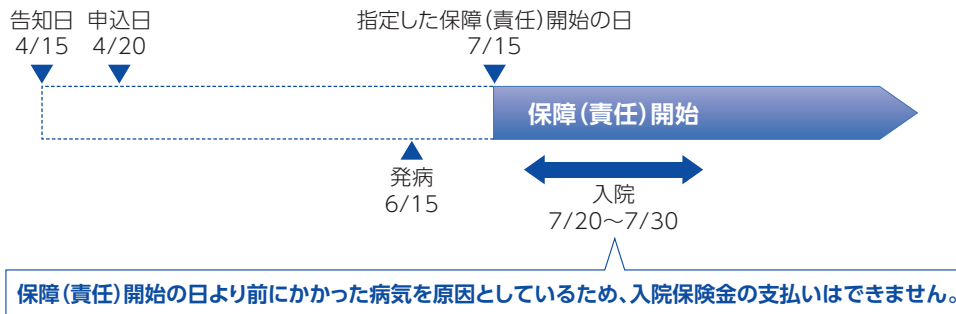 告知日 申込日 指定した保障(責任)開始の日
4/15 4/20 7/15
保障(責任)開始
発病
6/15
入院
7/20〜7/30
保障(責任)開始の日より前にかかった病気を原因としているため、入院保険金の支払いはできません。